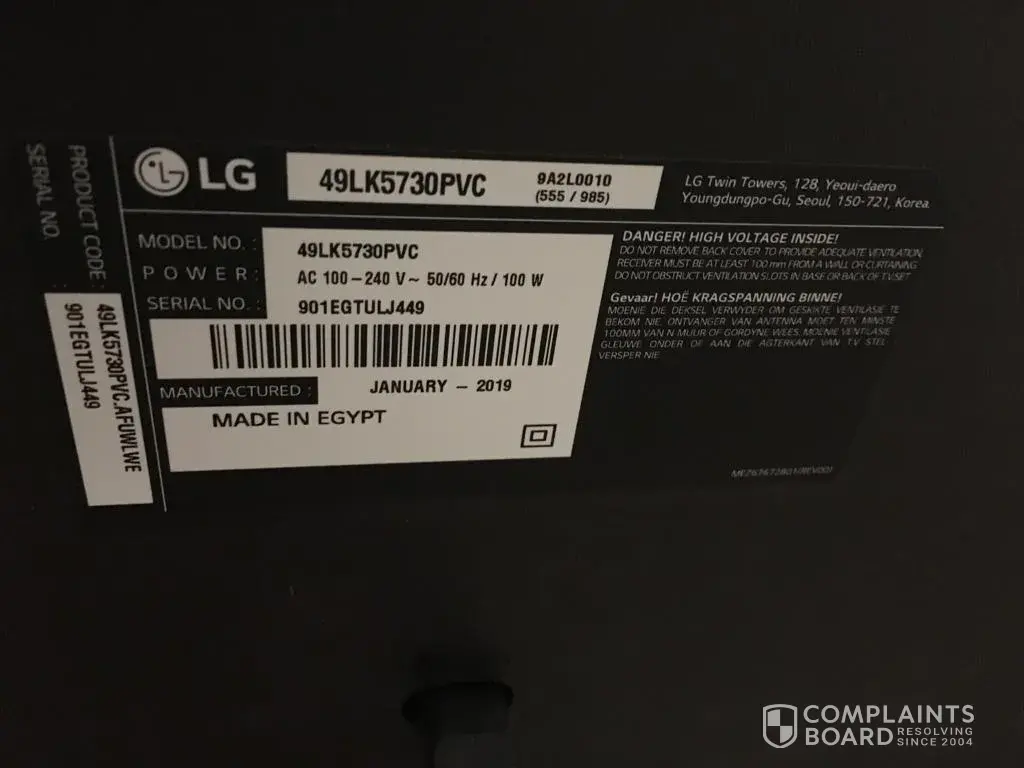 PRODUCT CODE :
SERIAL NO. :
49LK5730PVC.AFUWLWE
901EGTULJ449
LG
49LK5730PVC
9A2L0010
(555 / 985)
LG Twin Towers, 128, Yeoui-daero
Youngdungpo-Gu, Seoul, 150-721, Korea.
MODEL NO. :
49LK5730PVC
POWER :
AC 100-240 V~ 50/60 Hz / 100 W
SERIAL NO. :
901EGTULJ449
MANUFACTURED :
JANUARY - 2019
MADE IN EGYPT
DANGER! HIGH VOLTAGE INSIDE!
DO NOT REMOVE BACK COVER TO PROVIDE ADEQUATE VENTILATION,
RECEIVER MUST BE AT LEAST 100 mm FROM A WALL OR CURTAINING
DO NOT OBSTRUCT VENTILATION SLOTS IN BASE OR BACK OF TV SET
Gevaar! HOË KRAGSPANNING BINNE!
MOENIE DIE DEKSEL VERWYDER OM GESKIKTE VENTILASIE TE
BEKOM NIE. ONTVANGER VAN ANTENNA MOET TEN MINSTE
100MM VAN N MUUR OF GORDYNE WEES. MOENIE VENTILASIE
GLEUWE ONDER OF AAN DIE AGTERKANT VAN TV STEL
VERSPER NIE
COMPLAINTS
BOARD RESOLVING
SINCE 2004